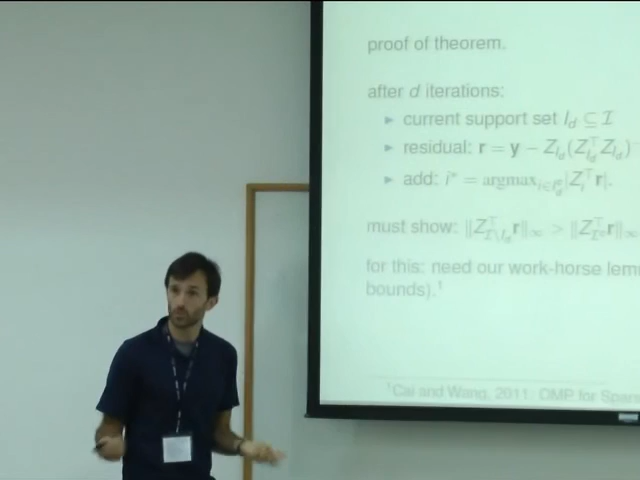 proof of theorem.
after d iterations:
► current support set I_d ⊆ 𝓘
► residual: r = y − Z_{I_d}(Z_{I_d}^⊤ Z_{I_d})^−
► add: i* = argmax_{i∈I_d^c} |Z_i^⊤ r|.
must show: ‖Z_{𝓘\I_d}^⊤ r‖_∞ > ‖Z_{𝓘^c}^⊤ r‖_∞
for this: need our work-horse lem
bounds).¹
¹Cai and Wang, 2011: OMP for Spars